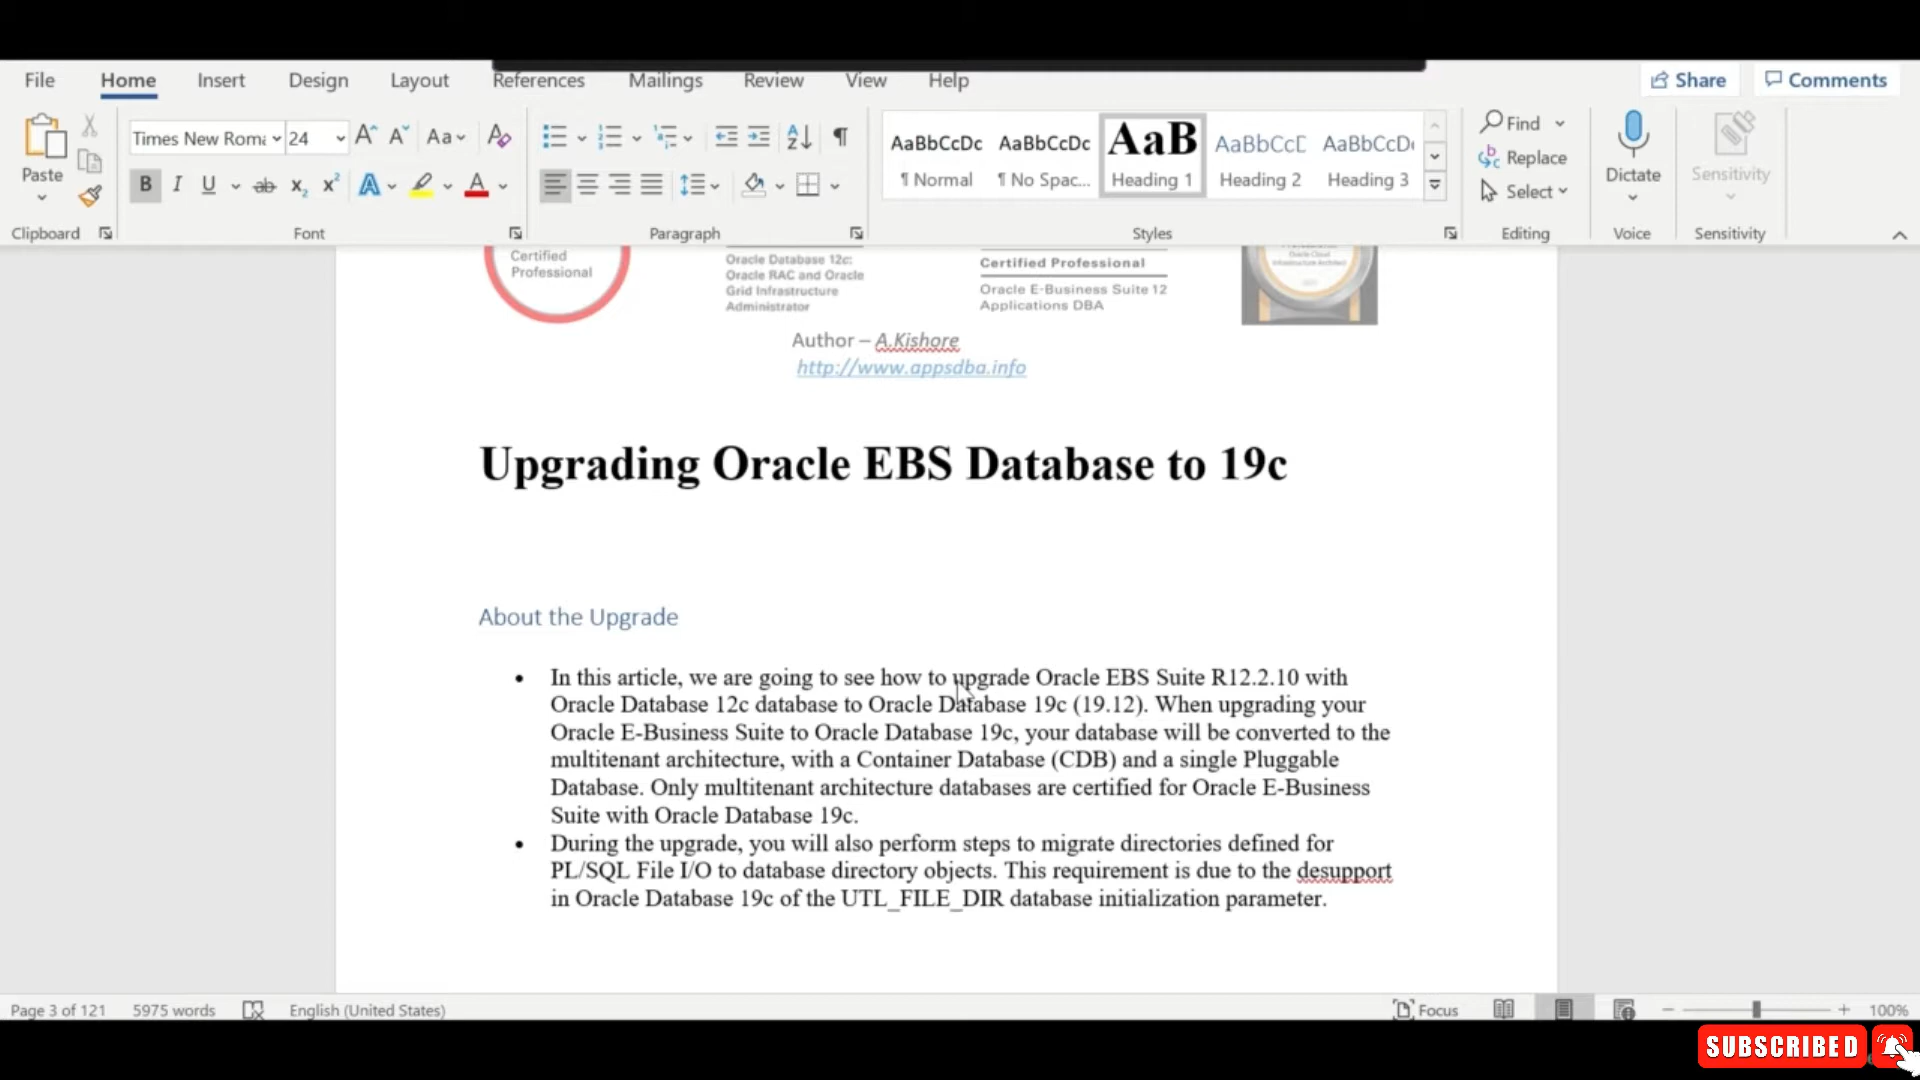 File Home Insert Design Layout References Mailings Review View Help Share Comments
Times New Roma 24 Aa
AaBbCcDc AaBbCcDc AaB AaBbCcD AaBbCcD
Find
Paste
Replace
Dictate Sensitivity
¶ Normal ¶ No Spac... Heading 1 Heading 2 Heading 3
Select
Clipboard Font Paragraph Styles Editing Voice Sensitivity
Certified
Professional
Oracle Database 12c:
Oracle RAC and Oracle
Grid Infrastructure
Administrator
Certified Professional
Oracle E-Business Suite 12
Applications DBA
Oracle Cloud
Infrastructure Architect
Author – A.Kishore
http://www.appsdba.info
Upgrading Oracle EBS Database to 19c
About the Upgrade
• In this article, we are going to see how to upgrade Oracle EBS Suite R12.2.10 with
Oracle Database 12c database to Oracle Database 19c (19.12). When upgrading your
Oracle E-Business Suite to Oracle Database 19c, your database will be converted to the
multitenant architecture, with a Container Database (CDB) and a single Pluggable
Database. Only multitenant architecture databases are certified for Oracle E-Business
Suite with Oracle Database 19c.
• During the upgrade, you will also perform steps to migrate directories defined for
PL/SQL File I/O to database directory objects. This requirement is due to the desupport
in Oracle Database 19c of the UTL_FILE_DIR database initialization parameter.
Page 3 of 121 5975 words English (United States) Focus 100%
SUBSCRIBED